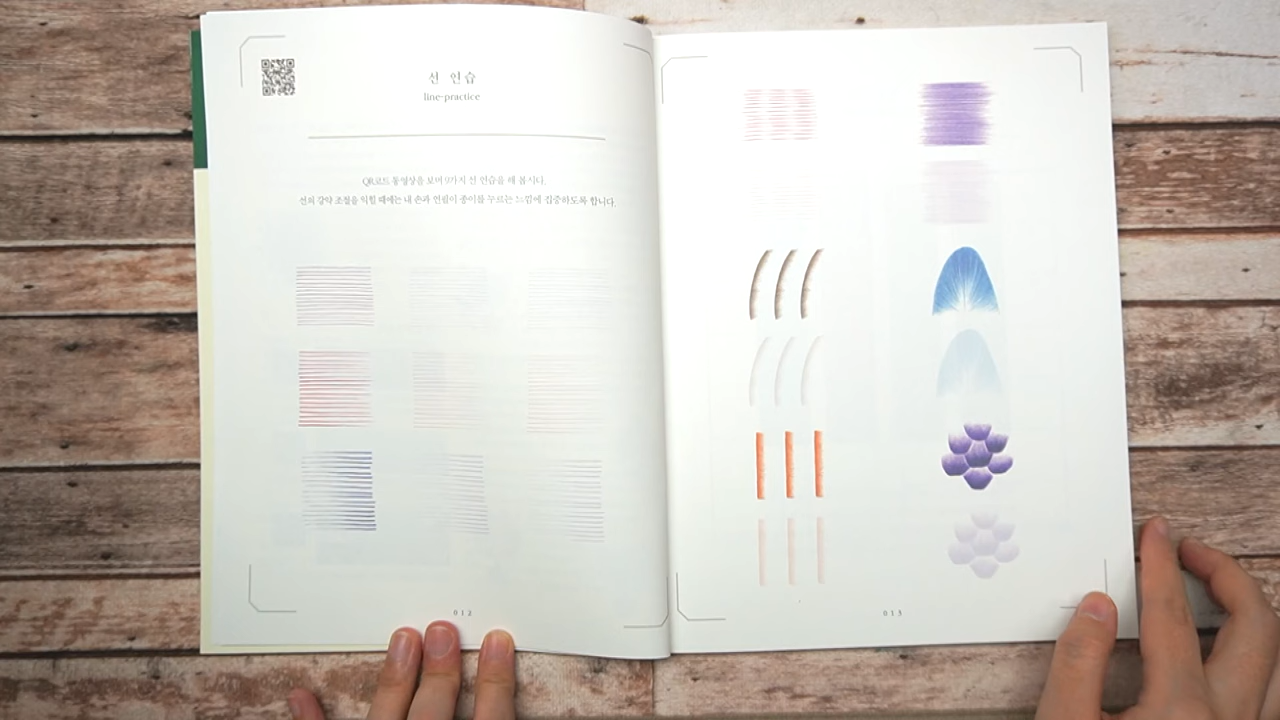 선 연습
line-practice
QR코드 동영상을 보며 9가지 선 연습을 해 봅시다.
선의 강약 조절을 익힐 때에는 내 손과 연필이 종이를 누르는 느낌에 집중하도록 합니다.
012
013